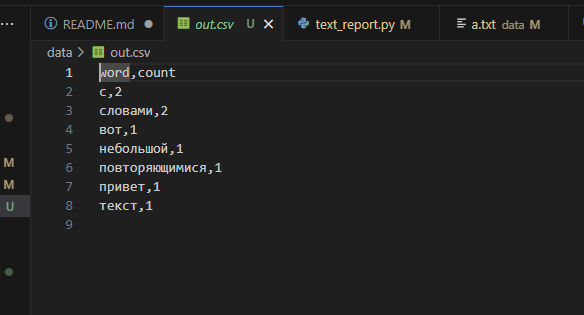 ... README.md out.csv U text_report.py M a.txt data M
data > out.csv
1 word,count
2 с,2
3 словами,2
4 вот,1
5 небольшой,1
6 повторяющимися,1
7 привет,1
8 текст,1
9
M
M
U